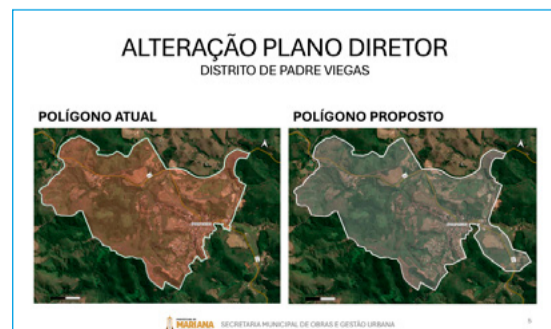 ALTERAÇÃO PLANO DIRETOR
DISTRITO DE PADRE VIEGAS
POLÍGONO ATUAL
POLÍGONO PROPOSTO
MARIANA
SECRETARIA MUNICIPAL DE OBRAS E GESTÃO URBANA